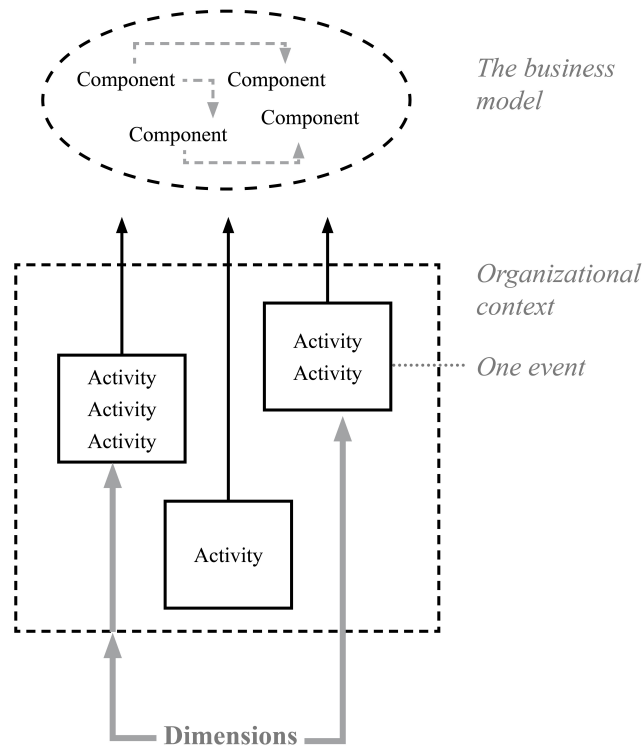 Component
Component
Component
Component
The business
model
Organizational
context
Activity
Activity
One event
Activity
Activity
Activity
Activity
Dimensions